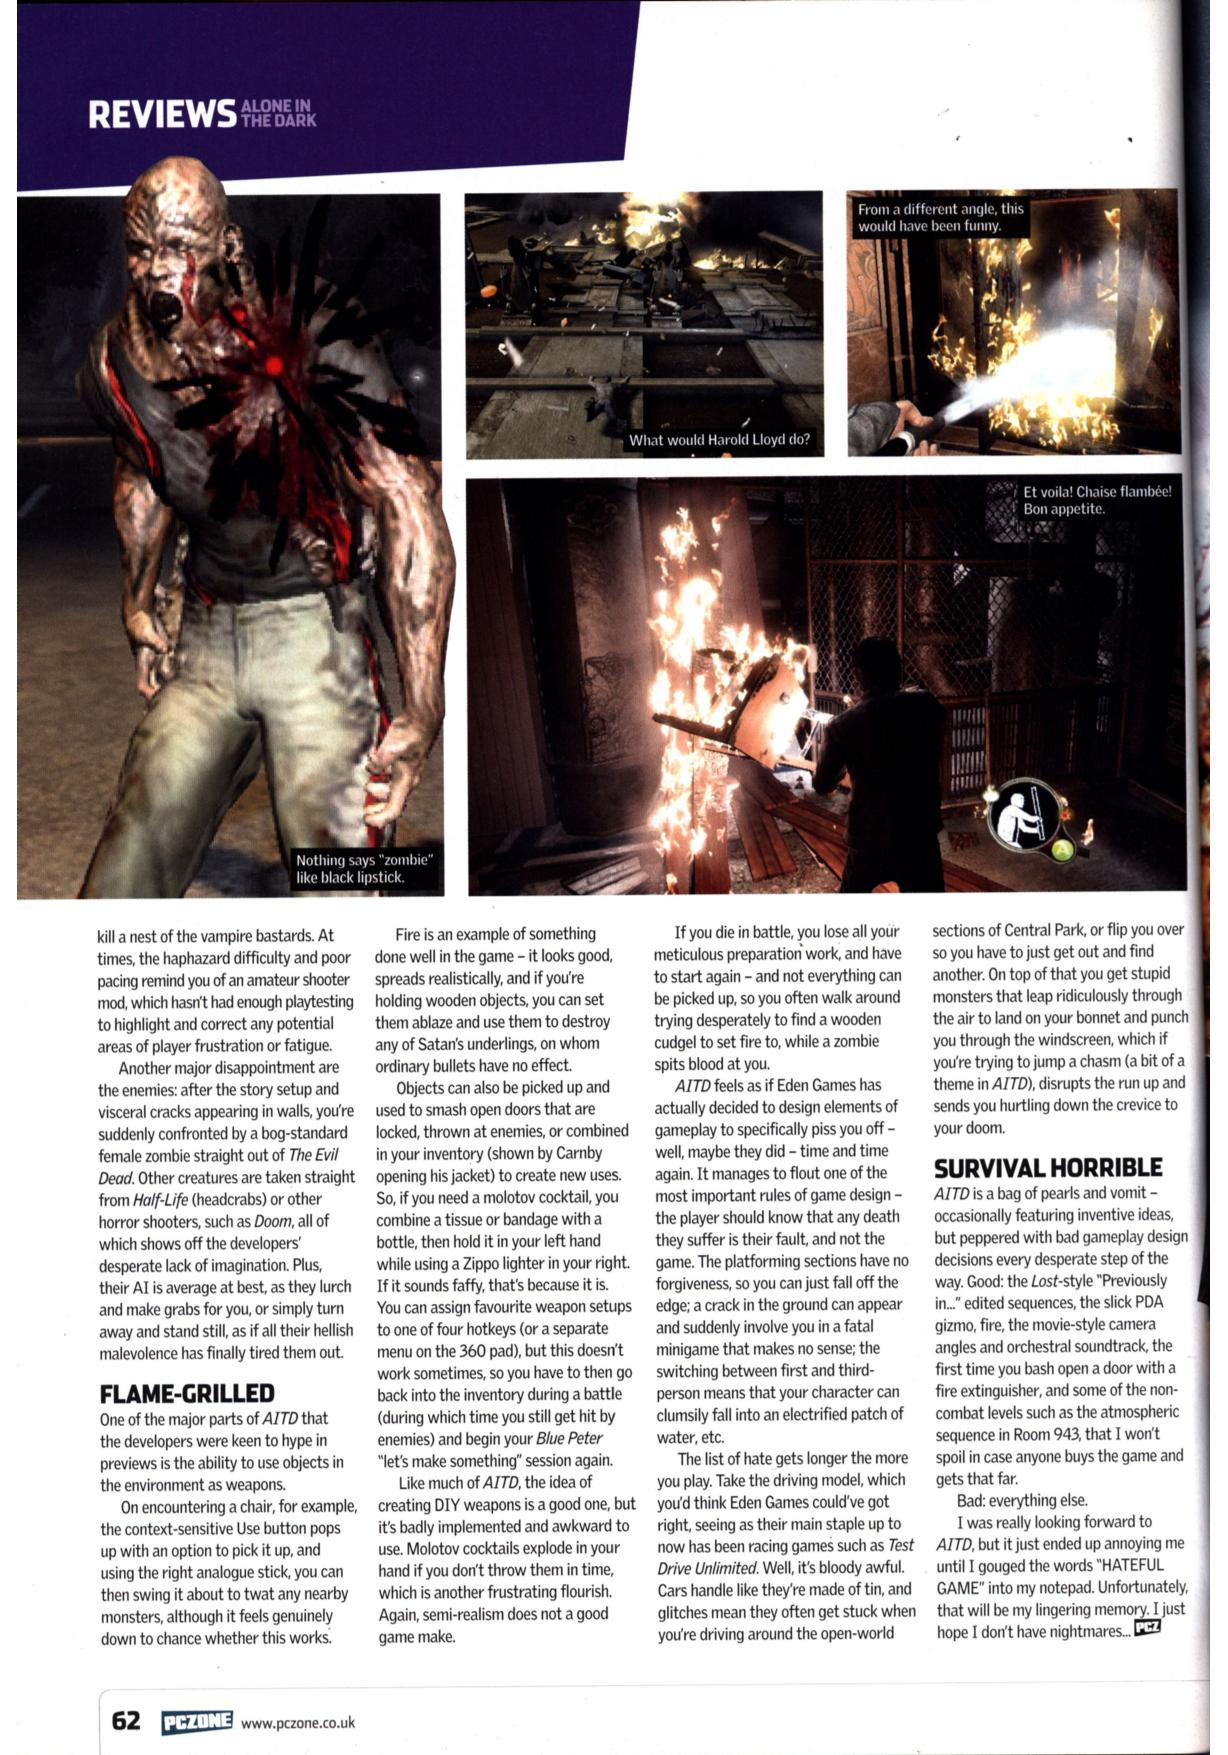 REVIEWS ALONE IN
THE DARK
From a different angle, this
would have been funny.
What would Harold Lloyd do?
Et voila! Chaise flambée!
Bon appetite.
A
Nothing says "zombie"
like black lipstick.
kill a nest of the vampire bastards. At
times, the haphazard difficulty and poor
pacing remind you of an amateur shooter
mod, which hasn't had enough playtesting
to highlight and correct any potential
areas of player frustration or fatigue.
Another major disappointment are
the enemies: after the story setup and
visceral cracks appearing in walls, you're
suddenly confronted by a bog-standard
female zombie straight out of The Evil
Dead. Other creatures are taken straight
from Half-Life (headcrabs) or other
horror shooters, such as Doom, all of
which shows off the developers'
desperate lack of imagination. Plus,
their AI is average at best, as they lurch
and make grabs for you, or simply turn
away and stand still, as if all their hellish
malevolence has finally tired them out.
FLAME-GRILLED
One of the major parts of AITD that
the developers were keen to hype in
previews is the ability to use objects in
the environment as weapons.
On encountering a chair, for example,
the context-sensitive Use button pops
up with an option to pick it up, and
using the right analogue stick, you can
then swing it about to twat any nearby
monsters, although it feels genuinely
down to chance whether this works.
Fire is an example of something
done well in the game – it looks good,
spreads realistically, and if you're
holding wooden objects, you can set
them ablaze and use them to destroy
any of Satan's underlings, on whom
ordinary bullets have no effect.
Objects can also be picked up and
used to smash open doors that are
locked, thrown at enemies, or combined
in your inventory (shown by Carnby
opening his jacket) to create new uses.
So, if you need a molotov cocktail, you
combine a tissue or bandage with a
bottle, then hold it in your left hand
while using a Zippo lighter in your right.
If it sounds faffy, that's because it is.
You can assign favourite weapon setups
to one of four hotkeys (or a separate
menu on the 360 pad), but this doesn't
work sometimes, so you have to then go
back into the inventory during a battle
(during which time you still get hit by
enemies) and begin your Blue Peter
"let's make something" session again.
Like much of AITD, the idea of
creating DIY weapons is a good one, but
it's badly implemented and awkward to
use. Molotov cocktails explode in your
hand if you don't throw them in time,
which is another frustrating flourish.
Again, semi-realism does not a good
game make.
If you die in battle, you lose all your
meticulous preparation work, and have
to start again – and not everything can
be picked up, so you often walk around
trying desperately to find a wooden
cudgel to set fire to, while a zombie
spits blood at you.
AITD feels as if Eden Games has
actually decided to design elements of
gameplay to specifically piss you off –
well, maybe they did – time and time
again. It manages to flout one of the
most important rules of game design –
the player should know that any death
they suffer is their fault, and not the
game. The platforming sections have no
forgiveness, so you can just fall off the
edge; a crack in the ground can appear
and suddenly involve you in a fatal
minigame that makes no sense; the
switching between first and third-
person means that your character can
clumsily fall into an electrified patch of
water, etc.
The list of hate gets longer the more
you play. Take the driving model, which
you'd think Eden Games could've got
right, seeing as their main staple up to
now has been racing games such as Test
Drive Unlimited. Well, it's bloody awful.
Cars handle like they're made of tin, and
glitches mean they often get stuck when
you're driving around the open-world
sections of Central Park, or flip you over
so you have to just get out and find
another. On top of that you get stupid
monsters that leap ridiculously through
the air to land on your bonnet and punch
you through the windscreen, which if
you're trying to jump a chasm (a bit of a
theme in AITD), disrupts the run up and
sends you hurtling down the crevice to
your doom.
SURVIVAL HORRIBLE
AITD is a bag of pearls and vomit –
occasionally featuring inventive ideas,
but peppered with bad gameplay design
decisions every desperate step of the
way. Good: the Lost-style "Previously
in..." edited sequences, the slick PDA
gizmo, fire, the movie-style camera
angles and orchestral soundtrack, the
first time you bash open a door with a
fire extinguisher, and some of the non-
combat levels such as the atmospheric
sequence in Room 943, that I won't
spoil in case anyone buys the game and
gets that far.
Bad: everything else.
I was really looking forward to
AITD, but it just ended up annoying me
until I gouged the words "HATEFUL
GAME" into my notepad. Unfortunately,
that will be my lingering memory. I just
hope I don't have nightmares... PCZ
62 PCZONE www.pczone.co.uk